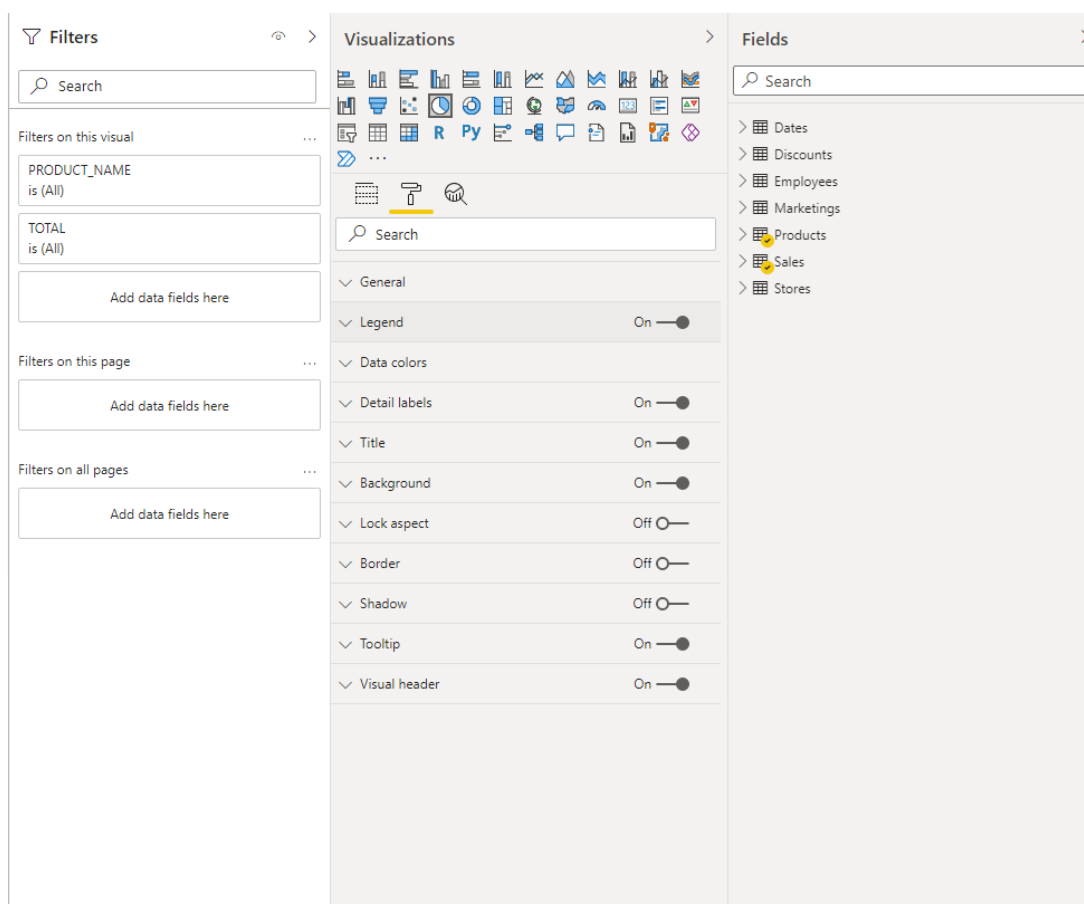 Filters
Search
Filters on this visual
...
PRODUCT_NAME
is (All)
TOTAL
is (All)
Add data fields here
Filters on this page
...
Add data fields here
Filters on all pages
...
Add data fields here
Visualizations
123
R Py
...
Search
General
Legend On
Data colors
Detail labels On
Title On
Background On
Lock aspect Off
Border Off
Shadow Off
Tooltip On
Visual header On
Fields
Search
Dates
Discounts
Employees
Marketings
Products
Sales
Stores